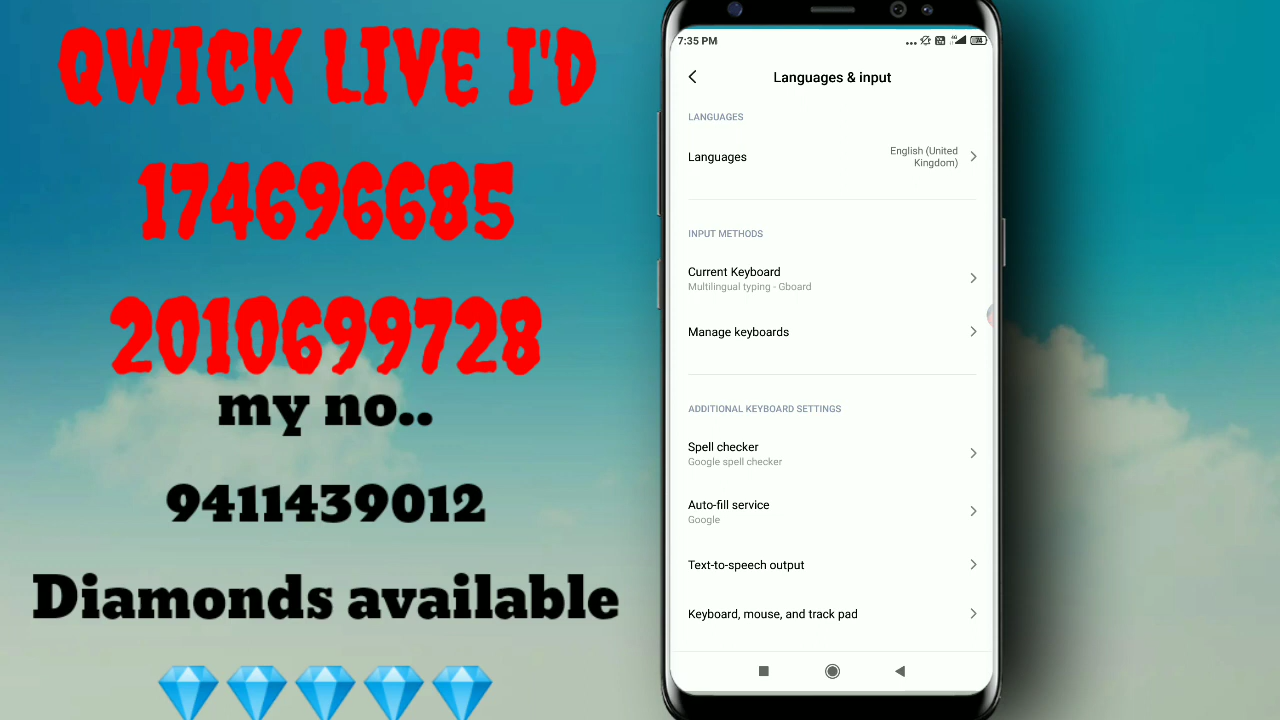 QWICK LIVE I'D
174696685
2010699728
my no..
9411439012
Diamonds available
7:35 PM
Languages & input
LANGUAGES
Languages
English (United
Kingdom)
INPUT METHODS
Current Keyboard
Multilingual typing - Gboard
Manage keyboards
ADDITIONAL KEYBOARD SETTINGS
Spell checker
Google spell checker
Auto-fill service
Google
Text-to-speech output
Keyboard, mouse, and track pad